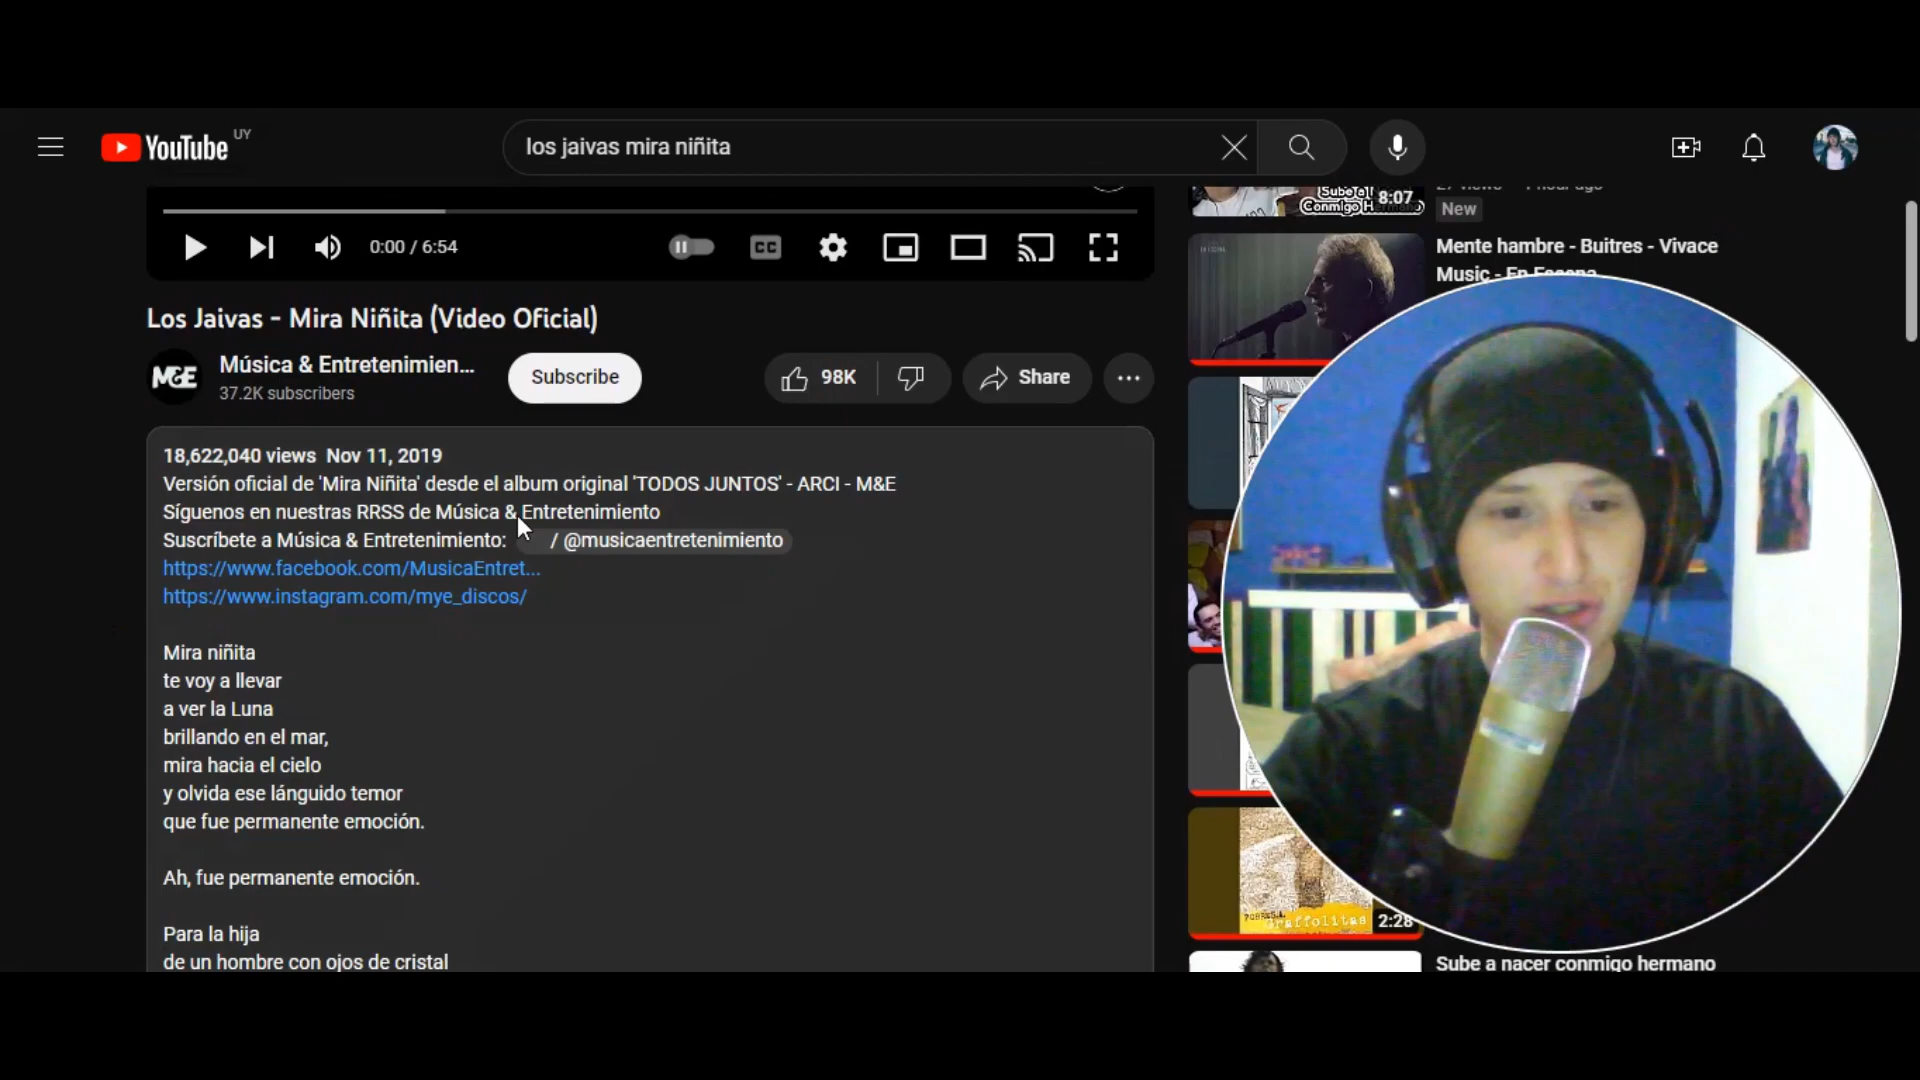 YouTube UY
los jaivas mira niñita
0:00 / 6:54
CC
Los Jaivas - Mira Niñita (Video Oficial)
M&E
Música & Entretenimien...
37.2K subscribers
Subscribe
98K
Share
18,622,040 views Nov 11, 2019
Versión oficial de 'Mira Niñita' desde el album original 'TODOS JUNTOS' - ARCI - M&E
Síguenos en nuestras RRSS de Música & Entretenimiento
Suscríbete a Música & Entretenimiento: / @musicaentretenimiento
https://www.facebook.com/MusicaEntret...
https://www.instagram.com/mye_discos/
Mira niñita
te voy a llevar
a ver la Luna
brillando en el mar,
mira hacia el cielo
y olvida ese lánguido temor
que fue permanente emoción.
Ah, fue permanente emoción.
Para la hija
de un hombre con ojos de cristal
Sube a
Conmigo
8:07
New
Mente hambre - Buitres - Vivace
Music - En Escena
Graffolitas
2:28
Sube a nacer conmigo hermano